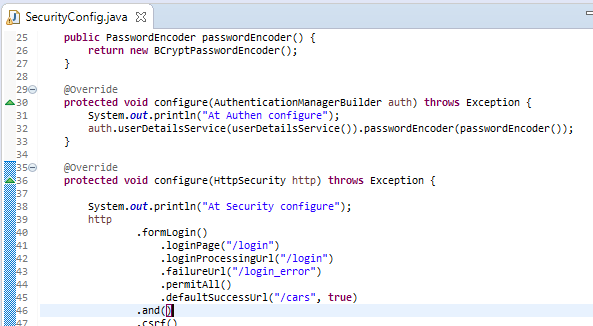 SecurityConfig.java
25 public PasswordEncoder passwordEncoder() {
26 return new BCryptPasswordEncoder();
27 }
28
29 @Override
30 protected void configure(AuthenticationManagerBuilder auth) throws Exception {
31 System.out.println("At Authen configure");
32 auth.userDetailsService(userDetailsService()).passwordEncoder(passwordEncoder());
33 }
34
35 @Override
36 protected void configure(HttpSecurity http) throws Exception {
37
38 System.out.println("At Security configure");
39 http
40 .formLogin()
41 .loginPage("/login")
42 .loginProcessingUrl("/login")
43 .failureUrl("/login_error")
44 .permitAll()
45 .defaultSuccessUrl("/cars", true)
46 .and()
47 .csrf()